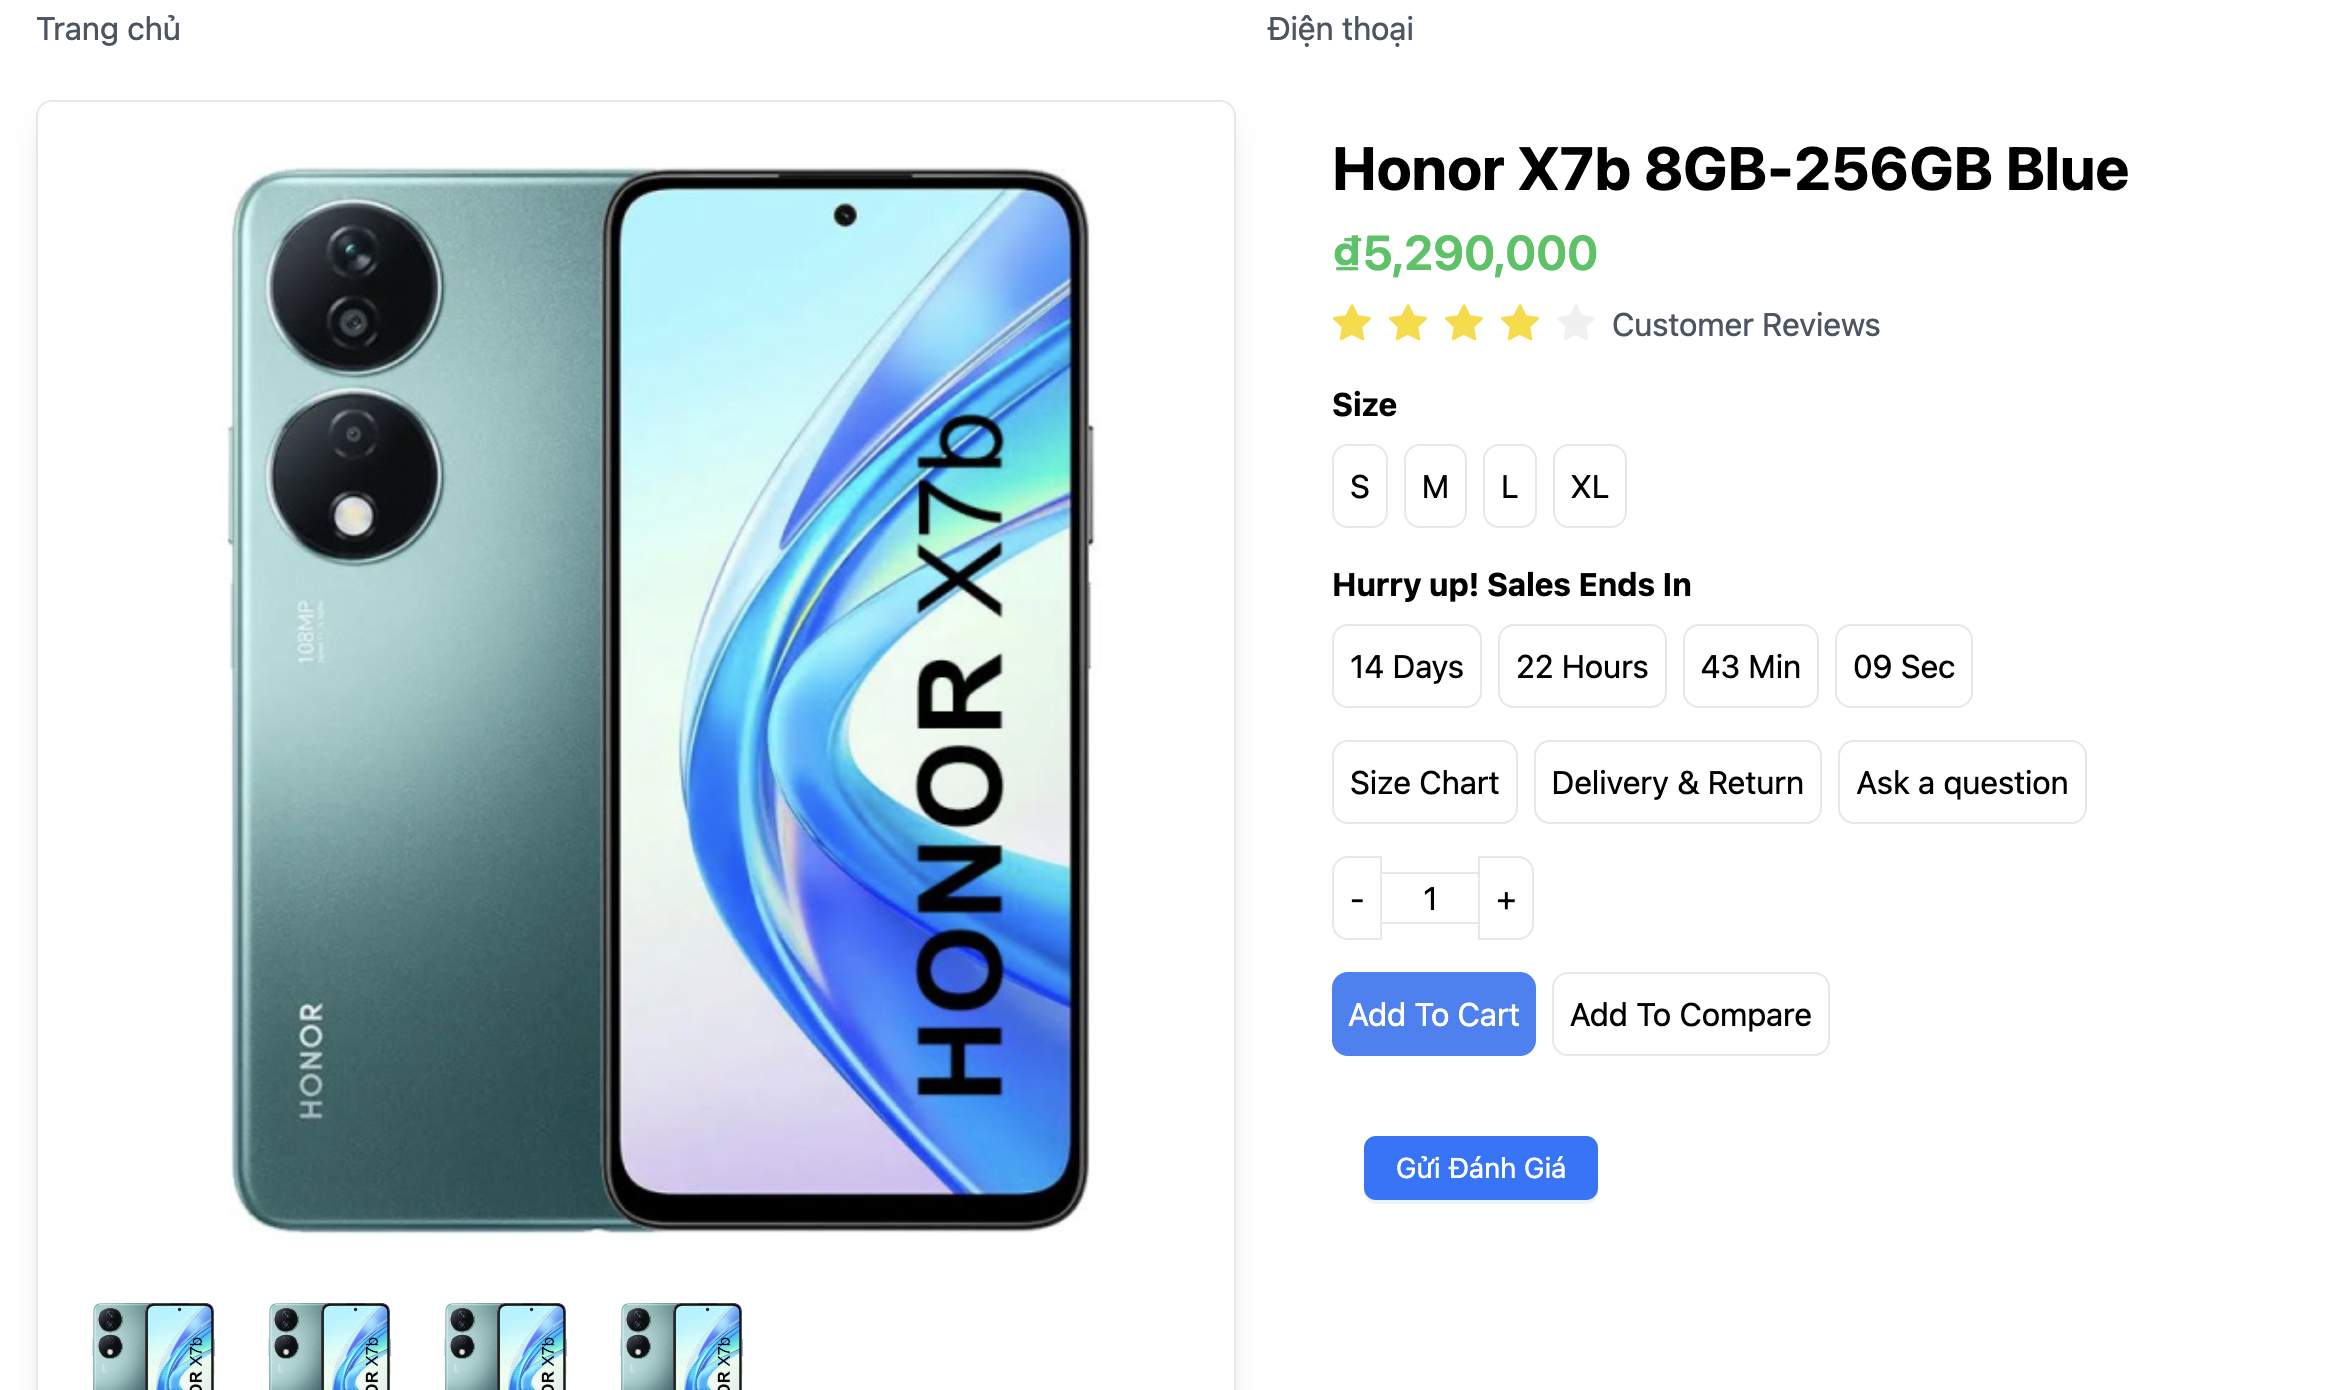 Trang chủ
Điện thoại
108MP
HONOR
HONOR X7b
Honor X7b 8GB-256GB Blue
₫5,290,000
Customer Reviews
Size
S
M
L
XL
Hurry up! Sales Ends In
14 Days
22 Hours
43 Min
09 Sec
Size Chart
Delivery & Return
Ask a question
-
1
+
Add To Cart
Add To Compare
Gửi Đánh Giá
OR X7b
OR X7b
OR X7b
OR X7b